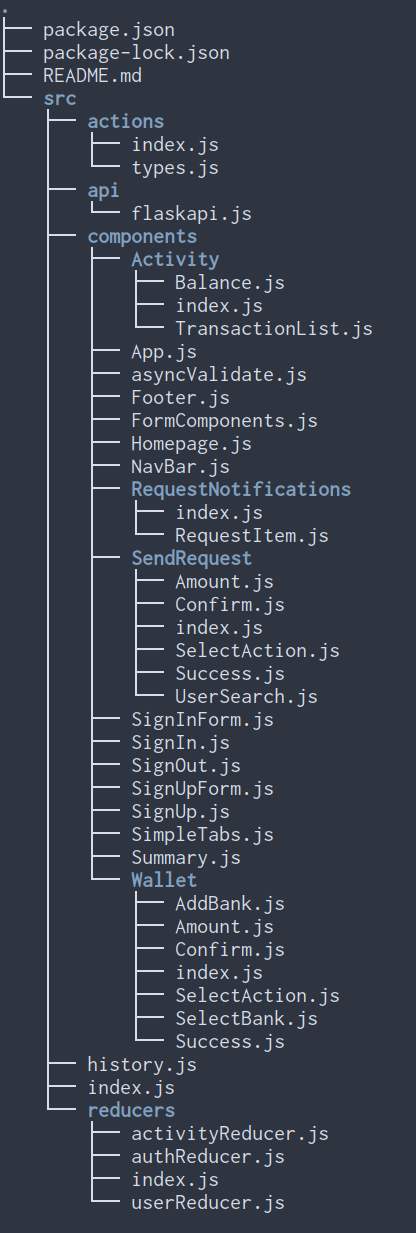 .
package.json
package-lock.json
README.md
src
actions
index.js
types.js
api
flaskapi.js
components
Activity
Balance.js
index.js
TransactionList.js
App.js
asyncValidate.js
Footer.js
FormComponents.js
Homepage.js
NavBar.js
RequestNotifications
index.js
RequestItem.js
SendRequest
Amount.js
Confirm.js
index.js
SelectAction.js
Success.js
UserSearch.js
SignInForm.js
SignIn.js
SignOut.js
SignUpForm.js
SignUp.js
SimpleTabs.js
Summary.js
Wallet
AddBank.js
Amount.js
Confirm.js
index.js
SelectAction.js
SelectBank.js
Success.js
history.js
index.js
reducers
activityReducer.js
authReducer.js
index.js
userReducer.js